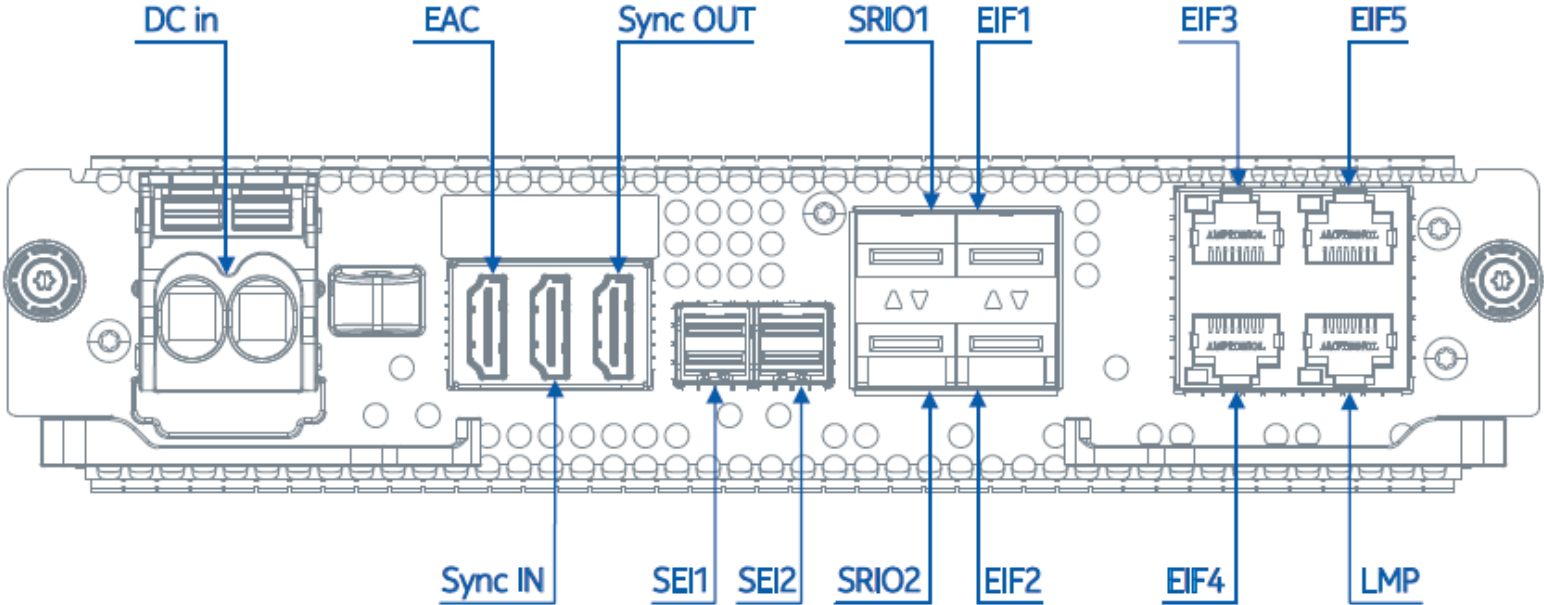 DC in
EAC
Sync OUT
SRIO1
EIF1
EIF3
EIF5
Sync IN
SEI1
SEI2
SRIO2
EIF2
EIF4
LMP